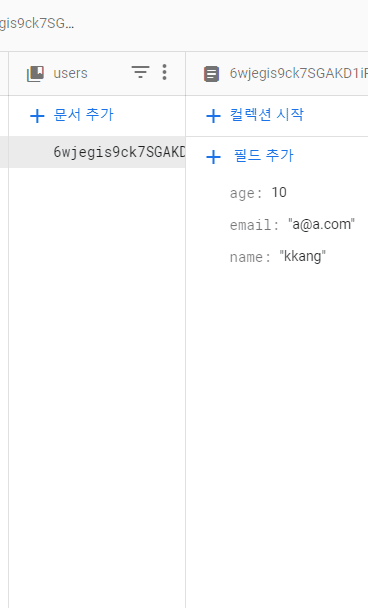 gis9ck7SG...
users
6wjegis9ck7SGAKD1iF
문서 추가
컬렉션 시작
6wjegis9ck7SGAKD
필드 추가
age: 10
email: "a@a.com"
name: "kkang"